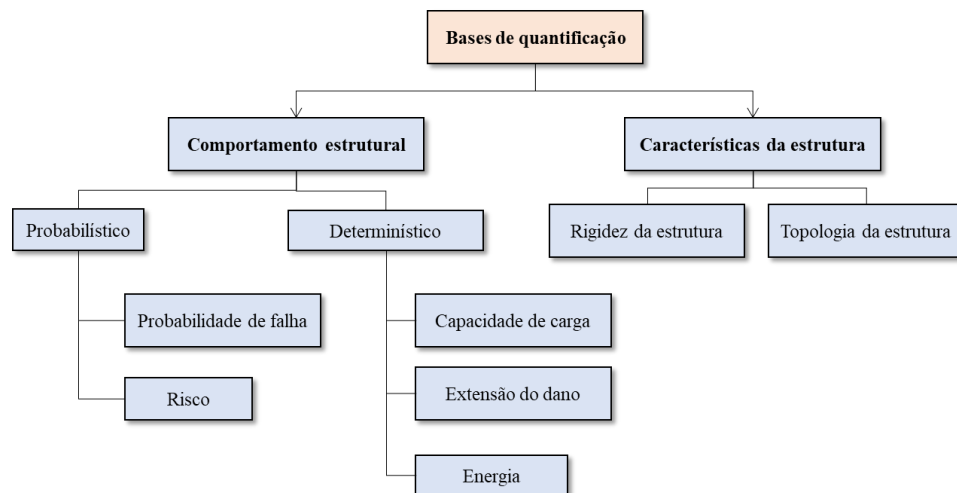 Bases de quantificação
Comportamento estrutural
Características da estrutura
Probabilístico
Determinístico
Rigidez da estrutura
Topologia da estrutura
Probabilidade de falha
Capacidade de carga
Risco
Extensão do dano
Energia